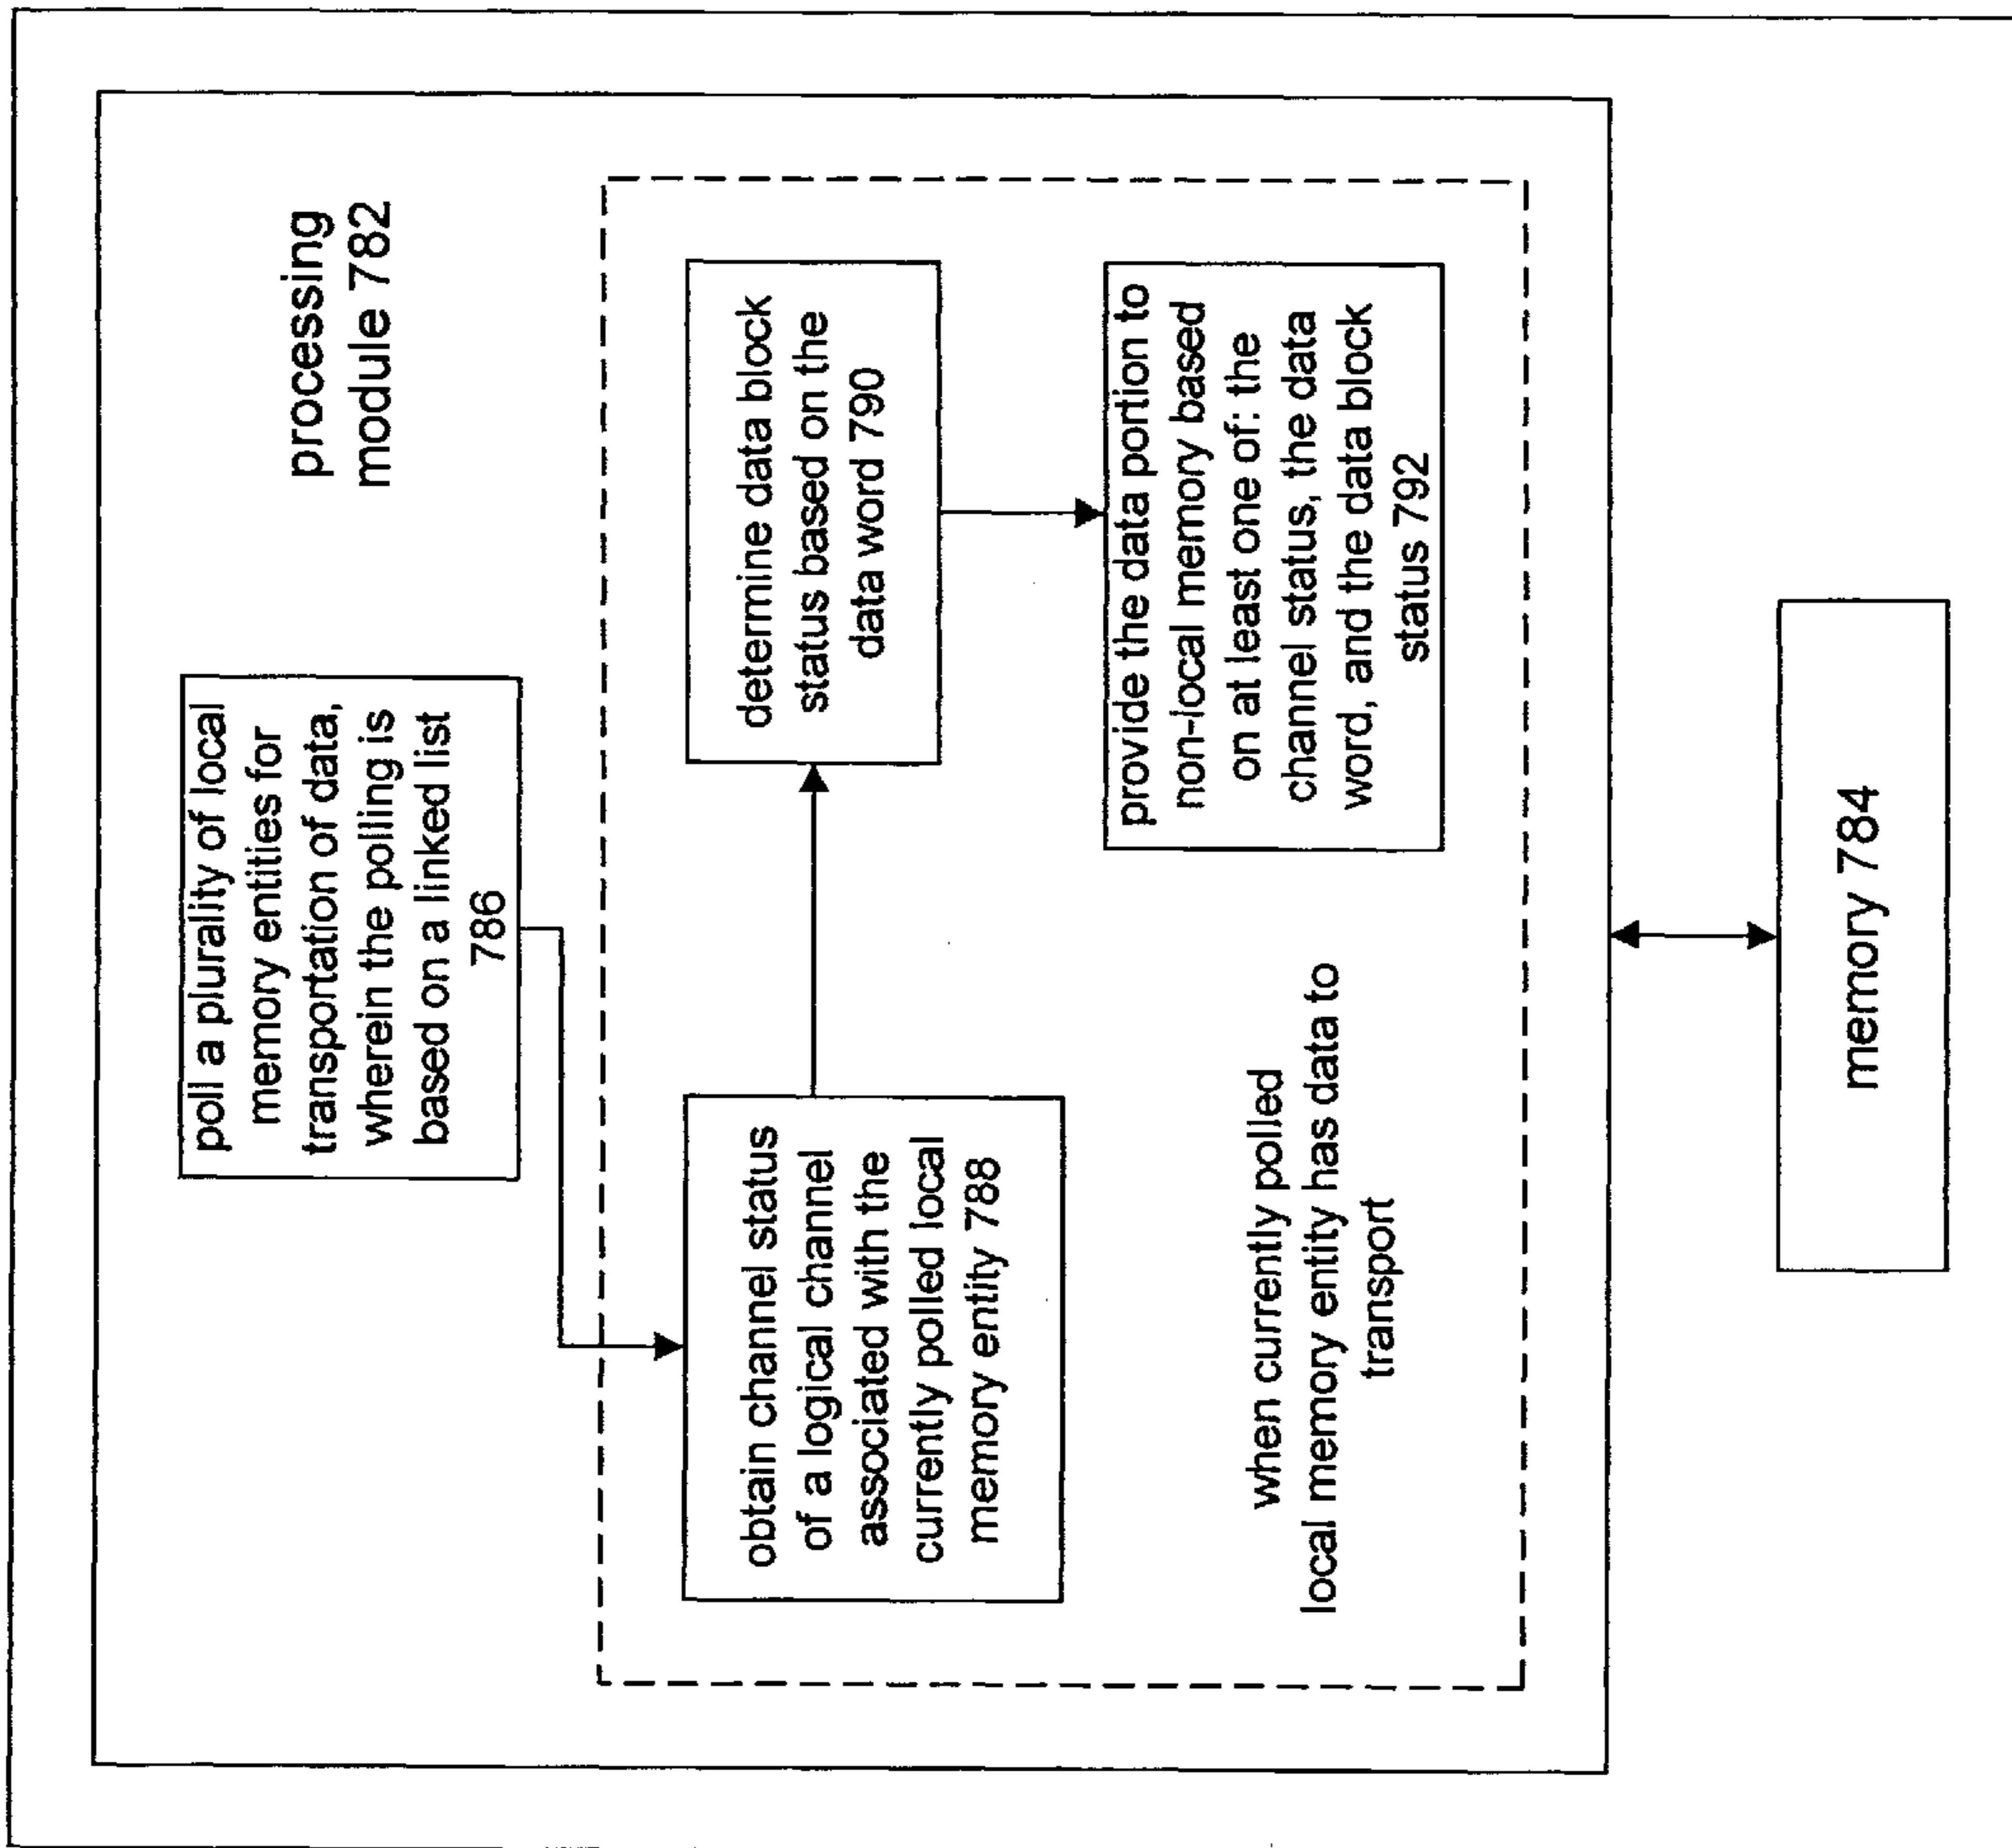 processing
module 782
poll a plurality of local
memory entities for
transportation of data,
wherein the polling is
based on a linked list
786
obtain channel status
of a logical channel
associated with the
currently polled local
memory entity 788
determine data block
status based on the
data word 790
provide the data portion to
non-local memory based
on at least one of: the
channel status, the data
word, and the data block
status 792
when currently polled
local memory entity has data to
transport
memory 784